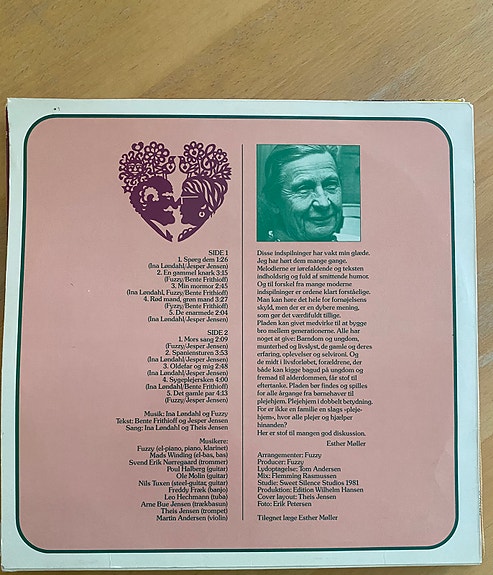 SIDE 1
1. Spørg dem 1:26
(Ina Løndahl/Jesper Jensen)
2. En gammel knark 3:15
(Fuzzy/Bente Frithioff)
3. Min mormor 2:45
(Ina Løndahl, Fuzzy/Bente Frithioff)
4. Rød mand, grøn mand 3:27
(Fuzzy/Bente Frithioff)
5. De enarmede 2:04
(Ina Løndahl/Jesper Jensen)
SIDE 2
1. Mors sang 2:09
(Fuzzy/Jesper Jensen)
2. Spaniensturen 3:53
(Ina Løndahl/Jesper Jensen)
3. Oldefar og mig 2:48
(Ina Løndahl/Jesper Jensen)
4. Sygeplejersken 4:00
(Ina Løndahl/Bente Frithioff)
5. Det gamle par 4:13
(Fuzzy/Jesper Jensen)
Musik: Ina Løndahl og Fuzzy
Tekst: Bente Frithioff og Jesper Jensen
Sang: Ina Løndahl og Theis Jensen
Musikere:
Fuzzy (el-piano, piano, klarinet)
Mads Winding (el-bas, bas)
Svend Erik Nørregaard (trommer)
Poul Halberg (guitar)
Ole Molin (guitar)
Nils Tuxen (steel-guitar, guitar)
Freddy Fræk (banjo)
Leo Hechmann (tuba)
Arne Bue Jensen (trækbasun)
Theis Jensen (trompet)
Martin Andersen (violin)
Disse indspilninger har vakt min glæde.
Jeg har hørt dem mange gange.
Melodierne er iørefaldende og teksten
indholdsrig og fuld af smittende humor.
Og til forskel fra mange moderne
indspilninger er ordene klart forståelige.
Man kan høre det hele for fornøjelsens
skyld, men der er en dybere mening,
som gør det værdifuldt tillige.
Pladen kan givet medvirke til at bygge
bro mellem generationerne. Alle har
noget at give: Barndom og ungdom,
munterhed og livslyst, de gamle og deres
erfaring, oplevelser og selvironi. Og
de midt i livsforløbet, forældrene, der
både kan kigge bagud på ungdom og
fremad til alderdommen, får stof til
eftertanke. Pladen bør findes og spilles
for alle årgange fra børnehaver til
plejehjem. Plejehjem i dobbelt betydning.
For er ikke en familie en slags »pleje-
hjem«, hvor alle plejer og hjælper
hinanden?
Her er stof til mangen god diskussion.
Esther Møller
Arrangementer: Fuzzy
Producer: Fuzzy
Lydoptagelse: Tom Andersen
Mix: Flemming Rasmussen
Studie: Sweet Silence Studios 1981
Produktion: Edition Wilhelm Hansen
Cover layout: Theis Jensen
Foto: Erik Petersen
Tilegnet læge Esther Møller